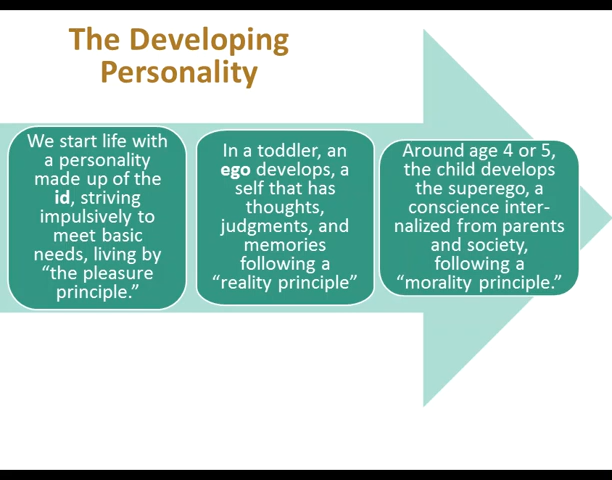 The Developing
Personality
We start life with
a personality
made up of the
id, striving
impulsively to
meet basic
needs, living by
“the pleasure
principle.”
In a toddler, an
ego develops, a
self that has
thoughts,
judgments, and
memories
following a
“reality principle”
Around age 4 or 5,
the child develops
the superego, a
conscience inter-
nalized from parents
and society,
following a
“morality principle.”